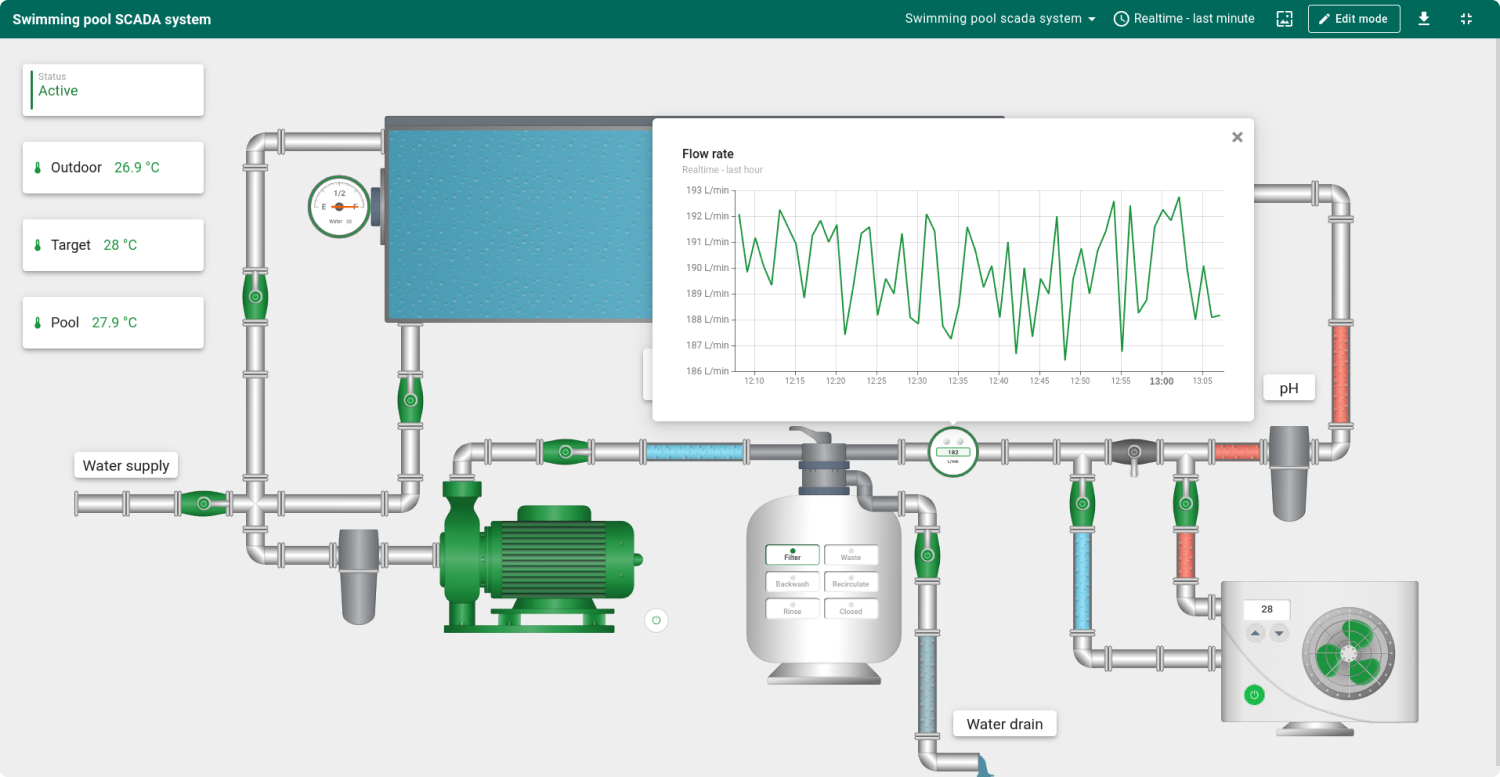 Swimming pool SCADA system
Swimming pool scada system
Realtime - last minute
Edit mode
Status
Active
Outdoor 26.9 °C
Target 28 °C
Pool 27.9 °C
1/2
E F
Water
Flow rate
Realtime - last hour
193 L/min
192 L/min
191 L/min
190 L/min
189 L/min
188 L/min
187 L/min
186 L/min
12:10 12:15 12:20 12:25 12:30 12:35 12:40 12:45 12:50 12:55 13:00 13:05
pH
Water supply
L/min
Filter Waste
Backwash Recirculate
Rinse Closed
28
Water drain